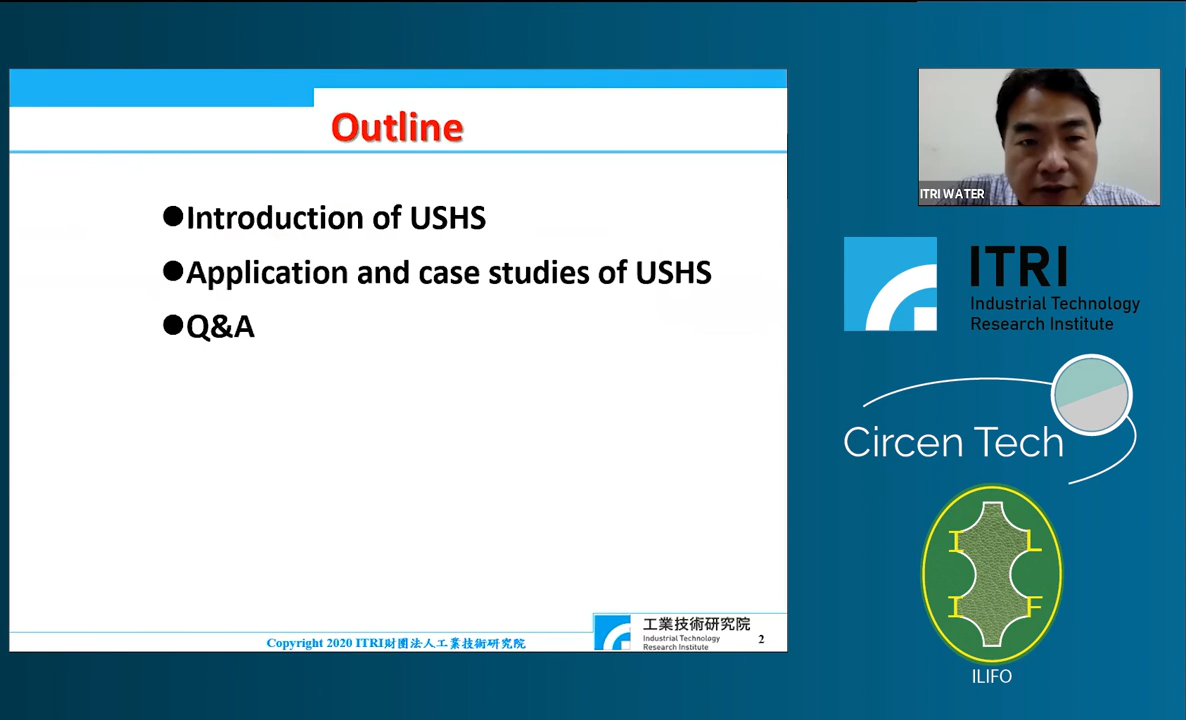 Outline
●Introduction of USHS
●Application and case studies of USHS
●Q&A
Copyright 2020 ITRI財團法人工業技術研究院
工業技術研究院
Industrial Technology
Research Institute
2
ITRI WATER
ITRI
Industrial Technology
Research Institute
Circen Tech
I L
I F
ILIFO